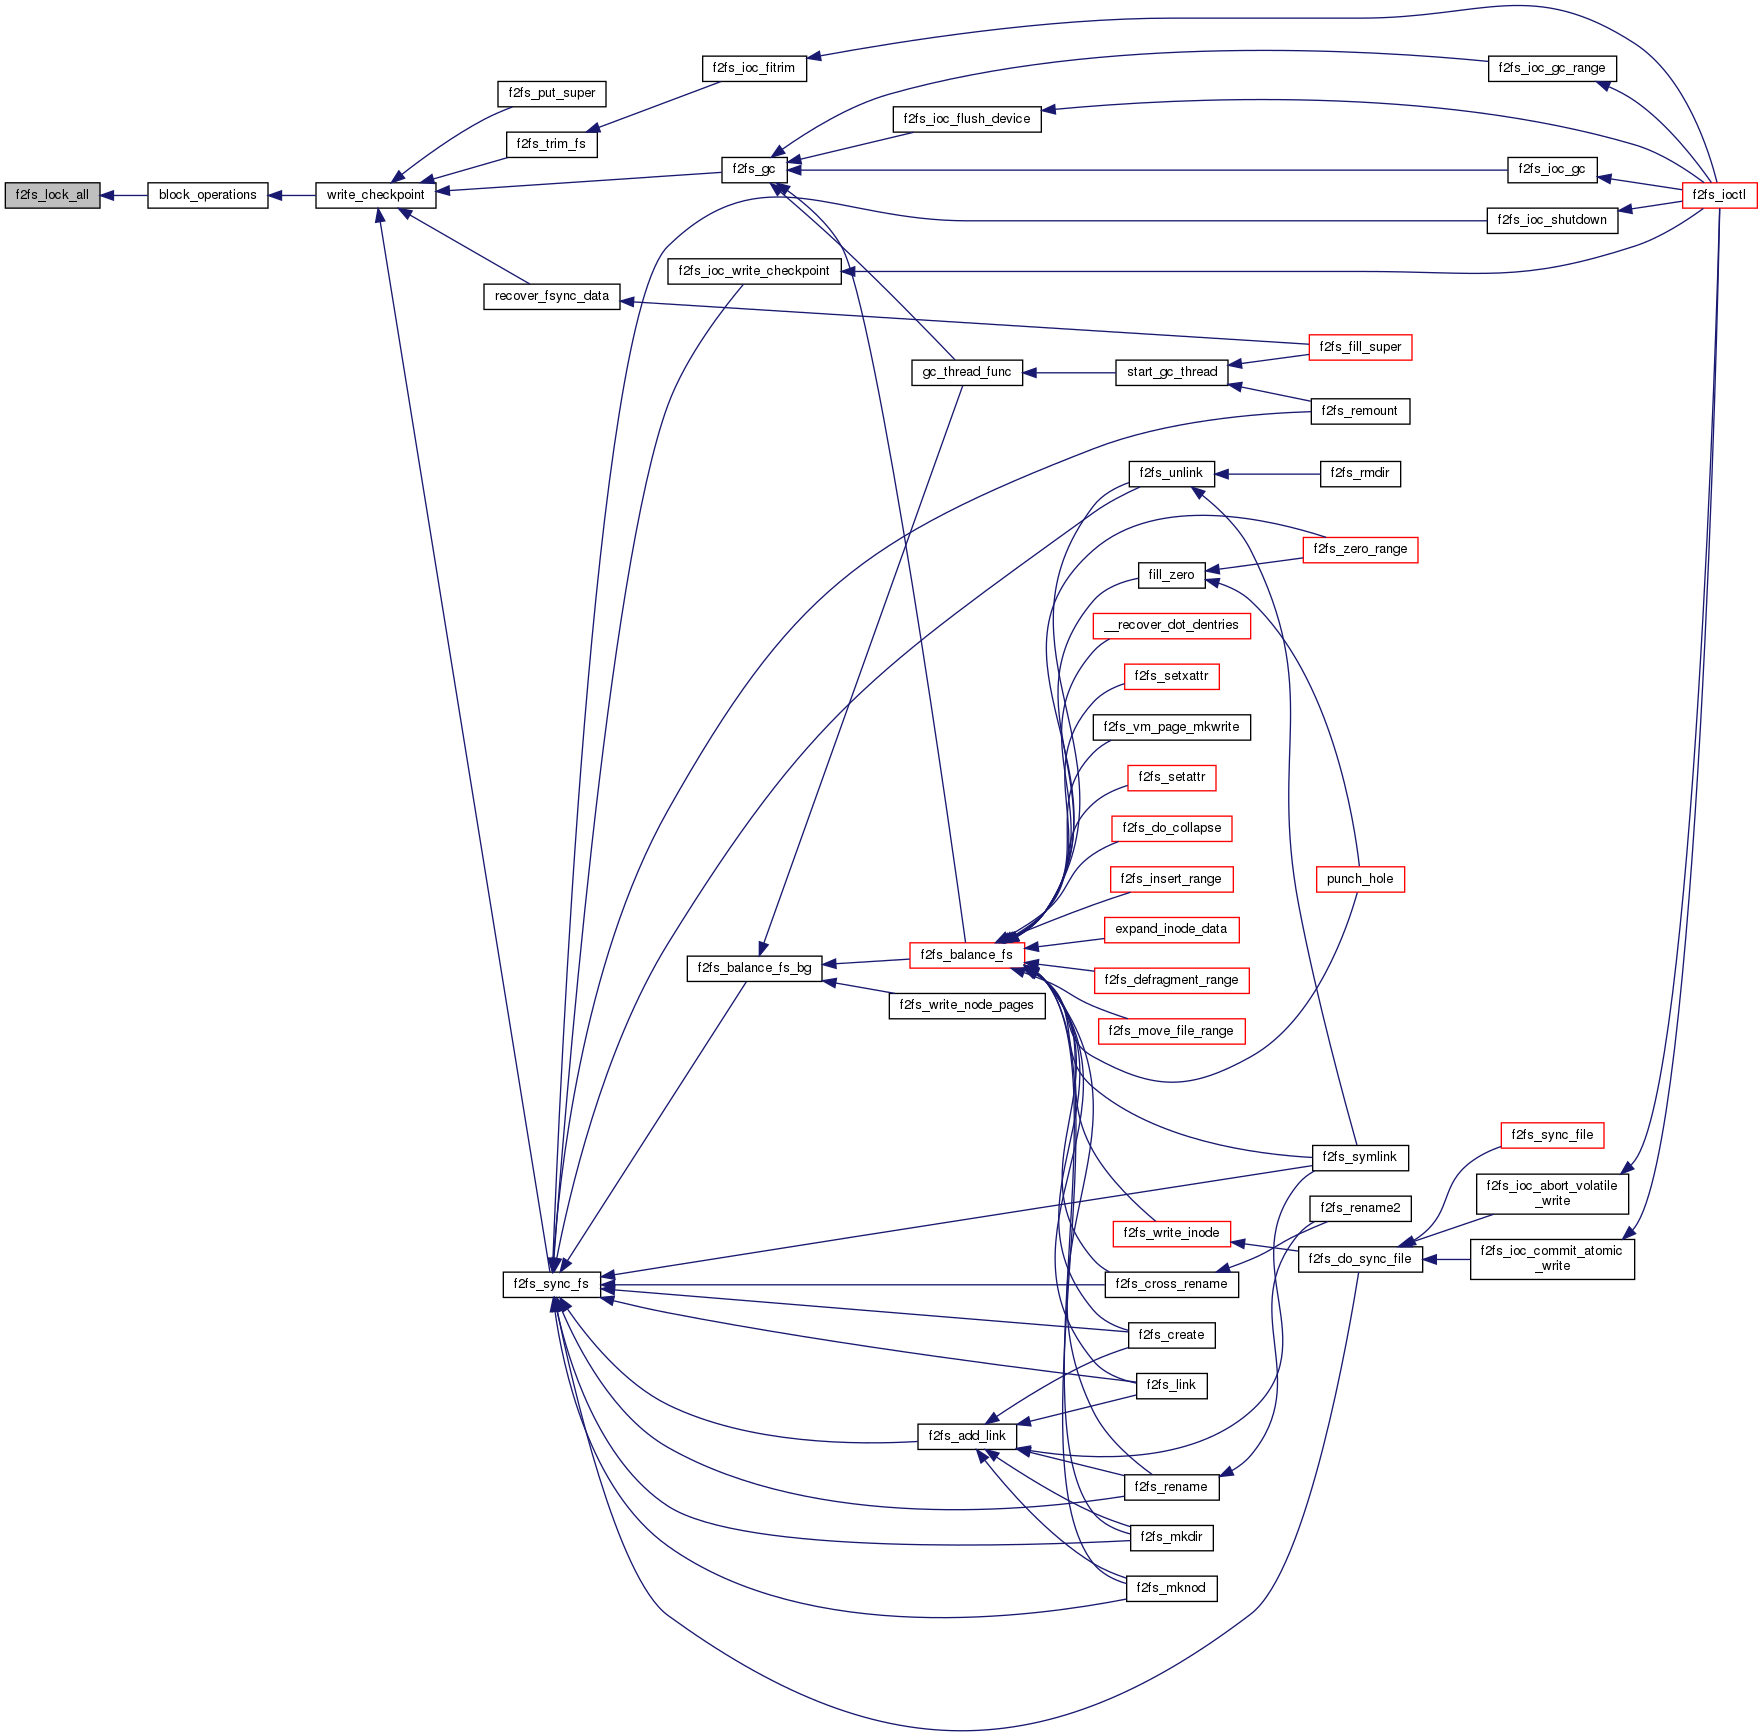 f2fs_ioc_fitrim
f2fs_ioc_gc_range
f2fs_put_super
f2fs_ioc_flush_device
f2fs_trim_fs
f2fs_gc
f2fs_ioc_gc
f2fs_lock_all
block_operations
write_checkpoint
f2fs_ioctl
f2fs_ioc_shutdown
f2fs_ioc_write_checkpoint
recover_fsync_data
f2fs_fill_super
gc_thread_func
start_gc_thread
f2fs_remount
f2fs_unlink
f2fs_rmdir
f2fs_zero_range
fill_zero
__recover_dot_dentries
f2fs_setxattr
f2fs_vm_page_mkwrite
f2fs_setattr
f2fs_do_collapse
f2fs_insert_range
punch_hole
expand_inode_data
f2fs_balance_fs
f2fs_balance_fs_bg
f2fs_defragment_range
f2fs_write_node_pages
f2fs_move_file_range
f2fs_sync_file
f2fs_symlink
f2fs_ioc_abort_volatile
_write
f2fs_rename2
f2fs_write_inode
f2fs_do_sync_file
f2fs_ioc_commit_atomic
_write
f2fs_sync_fs
f2fs_cross_rename
f2fs_create
f2fs_link
f2fs_add_link
f2fs_rename
f2fs_mkdir
f2fs_mknod